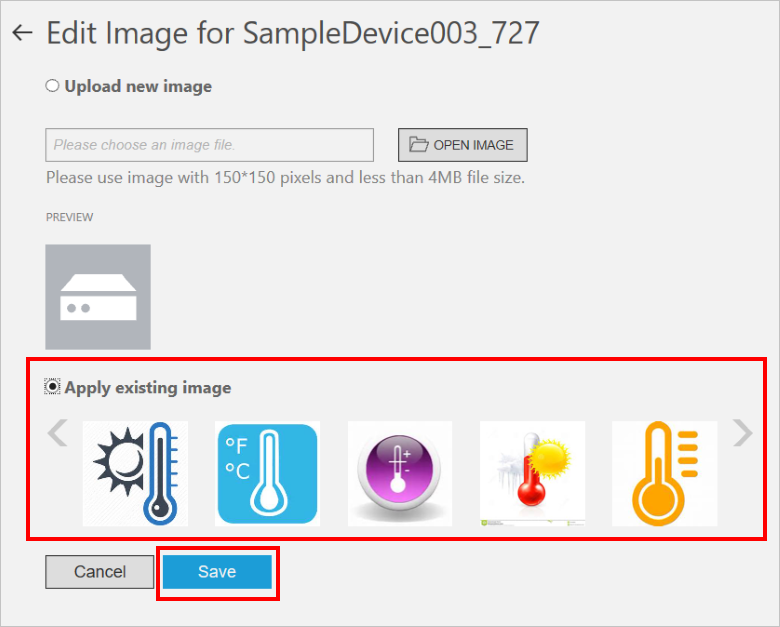 Edit Image for SampleDevice003_727
Upload new image
Please choose an image file.
OPEN IMAGE
Please use image with 150*150 pixels and less than 4MB file size.
PREVIEW
Apply existing image
°F
°C
Cancel
Save